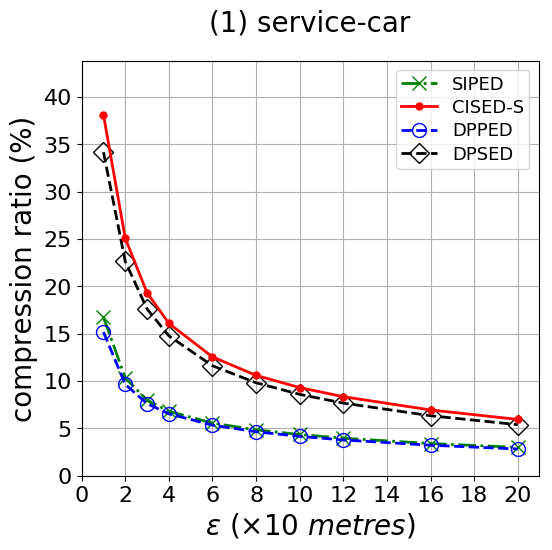 (1) service-car
compression ratio (%)
40
35
30
25
20
15
10
5
0
SIPED
CISED-S
DPPED
DPSED
0 2 4 6 8 10 12 14 16 18 20
ε (×10 metres)